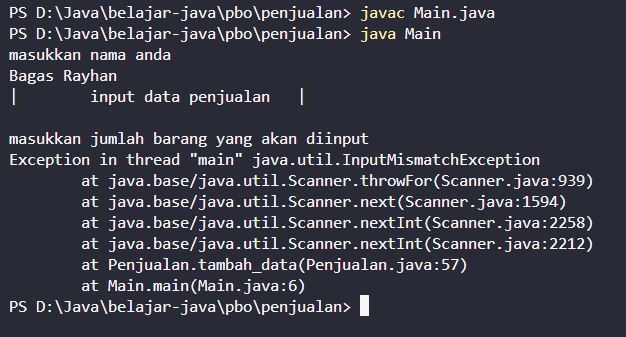 PS D:\Java\belajar-java\pbo\penjualan> javac Main.java
PS D:\Java\belajar-java\pbo\penjualan> java Main
masukkan nama anda
Bagas Rayhan
|        input data penjualan   |
masukkan jumlah barang yang akan diinput
Exception in thread "main" java.util.InputMismatchException
        at java.base/java.util.Scanner.throwFor(Scanner.java:939)
        at java.base/java.util.Scanner.next(Scanner.java:1594)
        at java.base/java.util.Scanner.nextInt(Scanner.java:2258)
        at java.base/java.util.Scanner.nextInt(Scanner.java:2212)
        at Penjualan.tambah_data(Penjualan.java:57)
        at Main.main(Main.java:6)
PS D:\Java\belajar-java\pbo\penjualan>